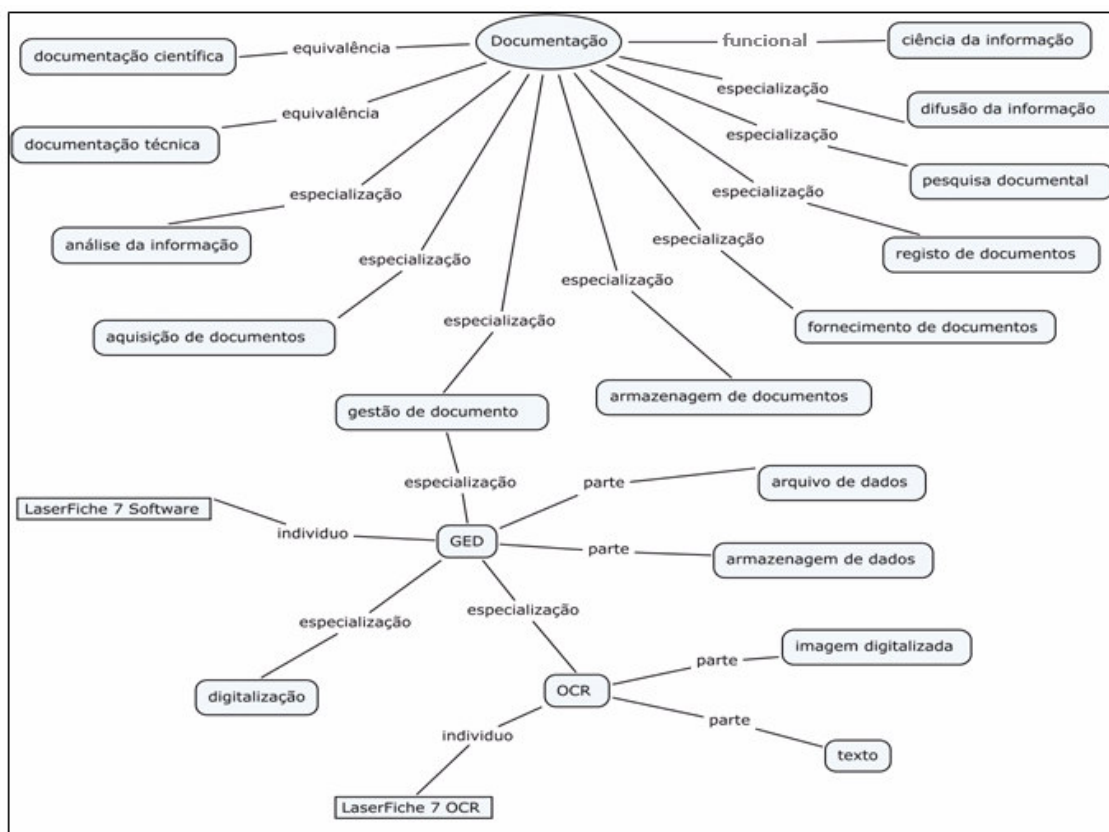 Documentação
funcional
ciência da informação
equivalência
documentação científica
especialização
difusão da informação
equivalência
documentação técnica
especialização
pesquisa documental
especialização
análise da informação
especialização
registo de documentos
especialização
aquisição de documentos
especialização
fornecimento de documentos
especialização
gestão de documento
especialização
armazenagem de documentos
especialização
GED
parte
arquivo de dados
LaserFiche 7 Software
individuo
parte
armazenagem de dados
especialização
digitalização
especialização
OCR
parte
imagem digitalizada
parte
texto
individuo
LaserFiche 7 OCR